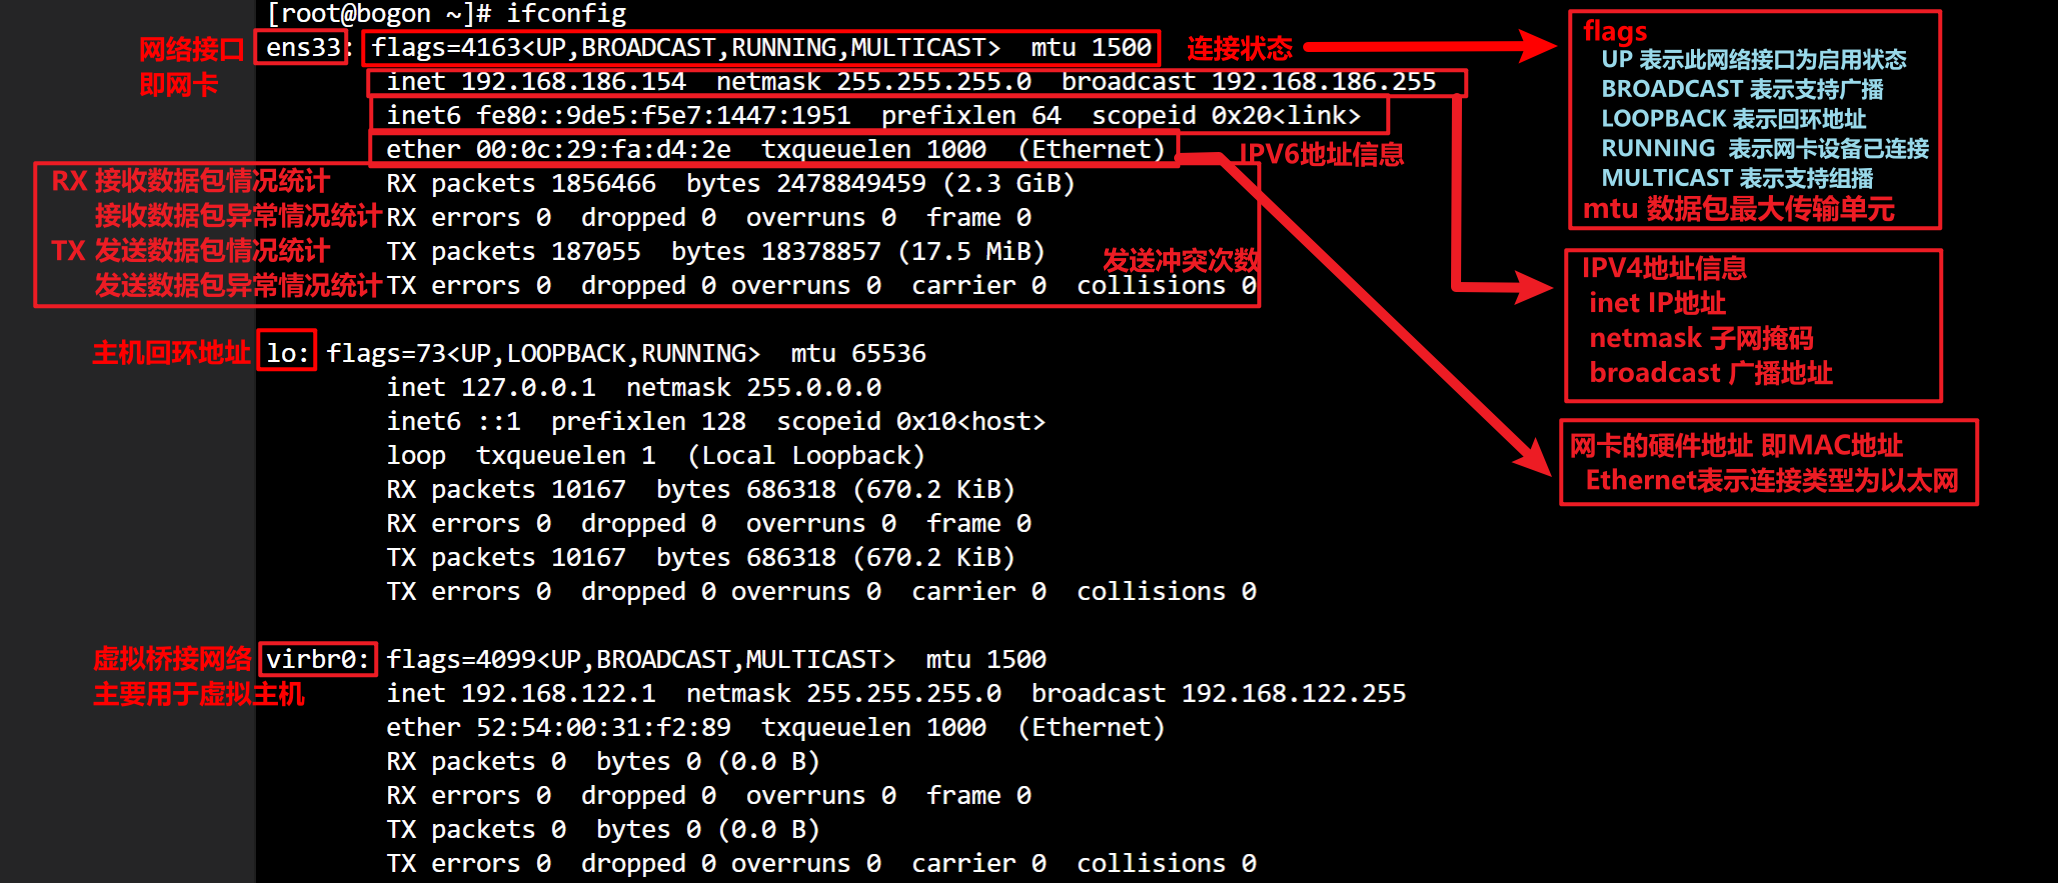 [root@bogon ~]# ifconfig
网络接口
即网卡
ens33: flags=4163<UP,BROADCAST,RUNNING,MULTICAST>  mtu 1500
连接状态
inet 192.168.186.154  netmask 255.255.255.0  broadcast 192.168.186.255
inet6 fe80::9de5:f5e7:1447:1951  prefixlen 64  scopeid 0x20<link>
ether 00:0c:29:fa:d4:2e  txqueuelen 1000  (Ethernet)
IPV6地址信息
RX 接收数据包情况统计
RX packets 1856466  bytes 2478849459 (2.3 GiB)
接收数据包异常情况统计
RX errors 0  dropped 0  overruns 0  frame 0
TX 发送数据包情况统计
TX packets 187055  bytes 18378857 (17.5 MiB)
发送冲突次数
发送数据包异常情况统计
TX errors 0  dropped 0 overruns 0  carrier 0  collisions 0
主机回环地址
lo: flags=73<UP,LOOPBACK,RUNNING>  mtu 65536
inet 127.0.0.1  netmask 255.0.0.0
inet6 ::1  prefixlen 128  scopeid 0x10<host>
loop  txqueuelen 1  (Local Loopback)
RX packets 10167  bytes 686318 (670.2 KiB)
RX errors 0  dropped 0  overruns 0  frame 0
TX packets 10167  bytes 686318 (670.2 KiB)
TX errors 0  dropped 0 overruns 0  carrier 0  collisions 0
虚拟桥接网络
主要用于虚拟主机
virbr0: flags=4099<UP,BROADCAST,MULTICAST>  mtu 1500
inet 192.168.122.1  netmask 255.255.255.0  broadcast 192.168.122.255
ether 52:54:00:31:f2:89  txqueuelen 1000  (Ethernet)
RX packets 0  bytes 0 (0.0 B)
RX errors 0  dropped 0  overruns 0  frame 0
TX packets 0  bytes 0 (0.0 B)
TX errors 0  dropped 0 overruns 0  carrier 0  collisions 0
flags
UP 表示此网络接口为启用状态
BROADCAST 表示支持广播
LOOPBACK 表示回环地址
RUNNING  表示网卡设备已连接
MULTICAST 表示支持组播
mtu 数据包最大传输单元
IPV4地址信息
inet IP地址
netmask 子网掩码
broadcast 广播地址
网卡的硬件地址 即MAC地址
Ethernet表示连接类型为以太网